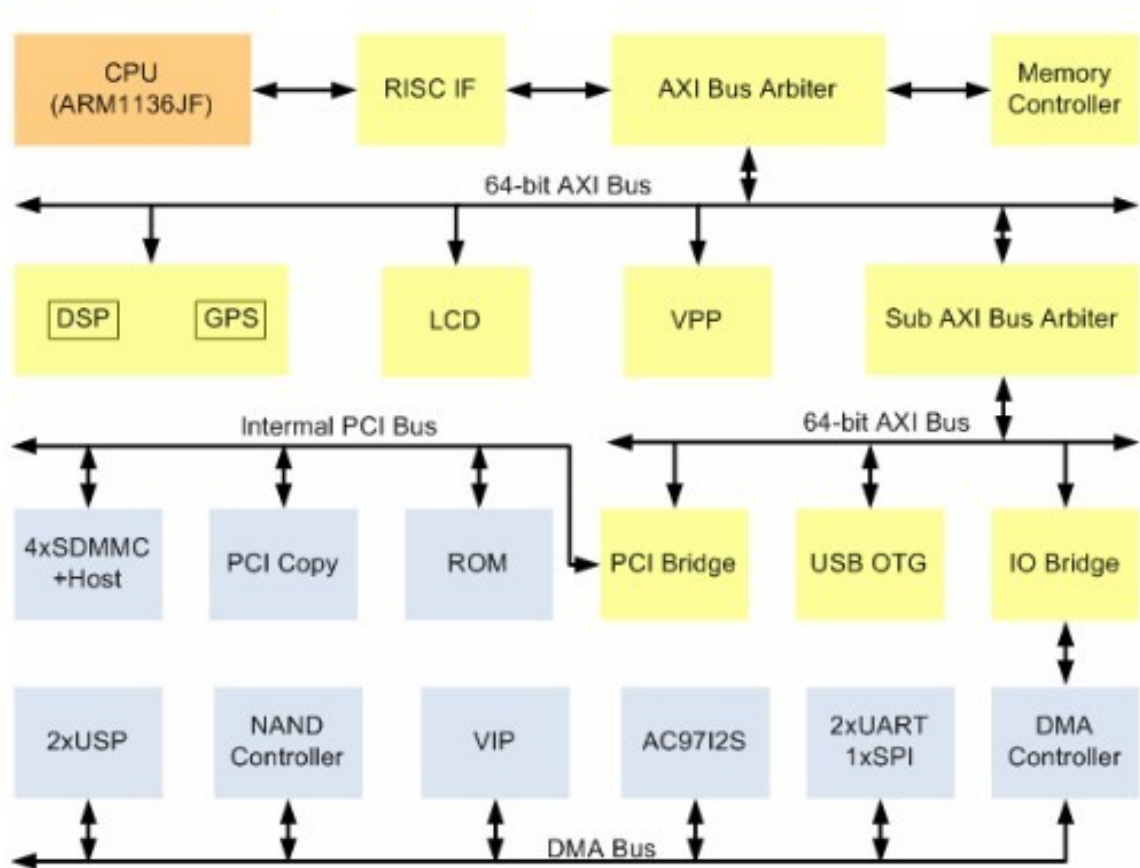 CPU
(ARM1136JF)
RISC IF
AXI Bus Arbiter
Memory
Controller
64-bit AXI Bus
DSP
GPS
LCD
VPP
Sub AXI Bus Arbiter
Intermal PCI Bus
64-bit AXI Bus
4xSDMMC
+Host
PCI Copy
ROM
PCI Bridge
USB OTG
IO Bridge
2xUSP
NAND
Controller
VIP
AC97I2S
2xUART
1xSPI
DMA
Controller
DMA Bus